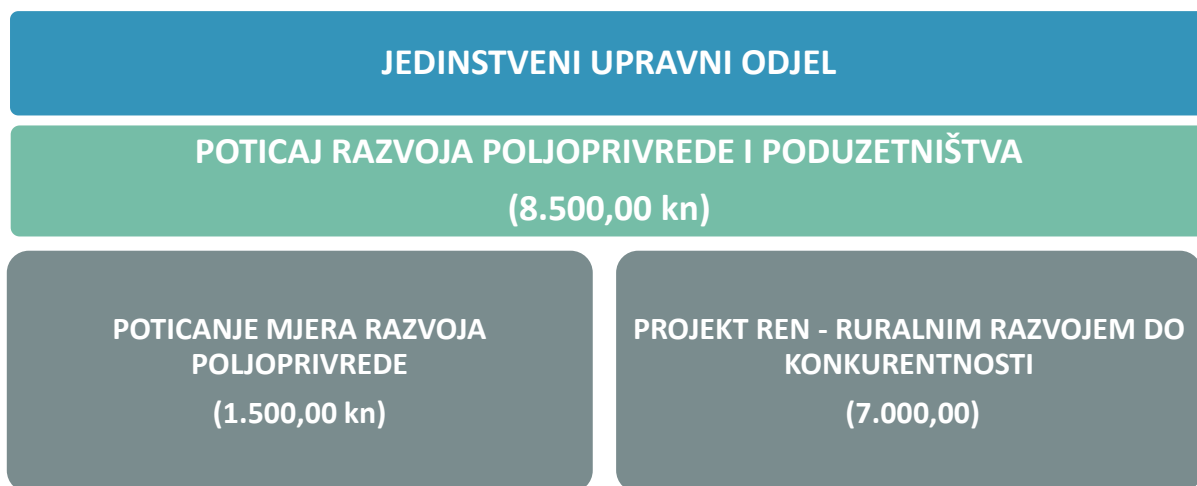 JEDINSTVENI UPRAVNI ODJEL
POTICAJ RAZVOJA POLJOPRIVREDE I PODUZETNIŠTVA
(8.500,00 kn)
POTICANJE MJERA RAZVOJA
POLJOPRIVREDE
(1.500,00 kn)
PROJEKT REN - RURALNIM RAZVOJEM DO
KONKURENTNOSTI
(7.000,00)